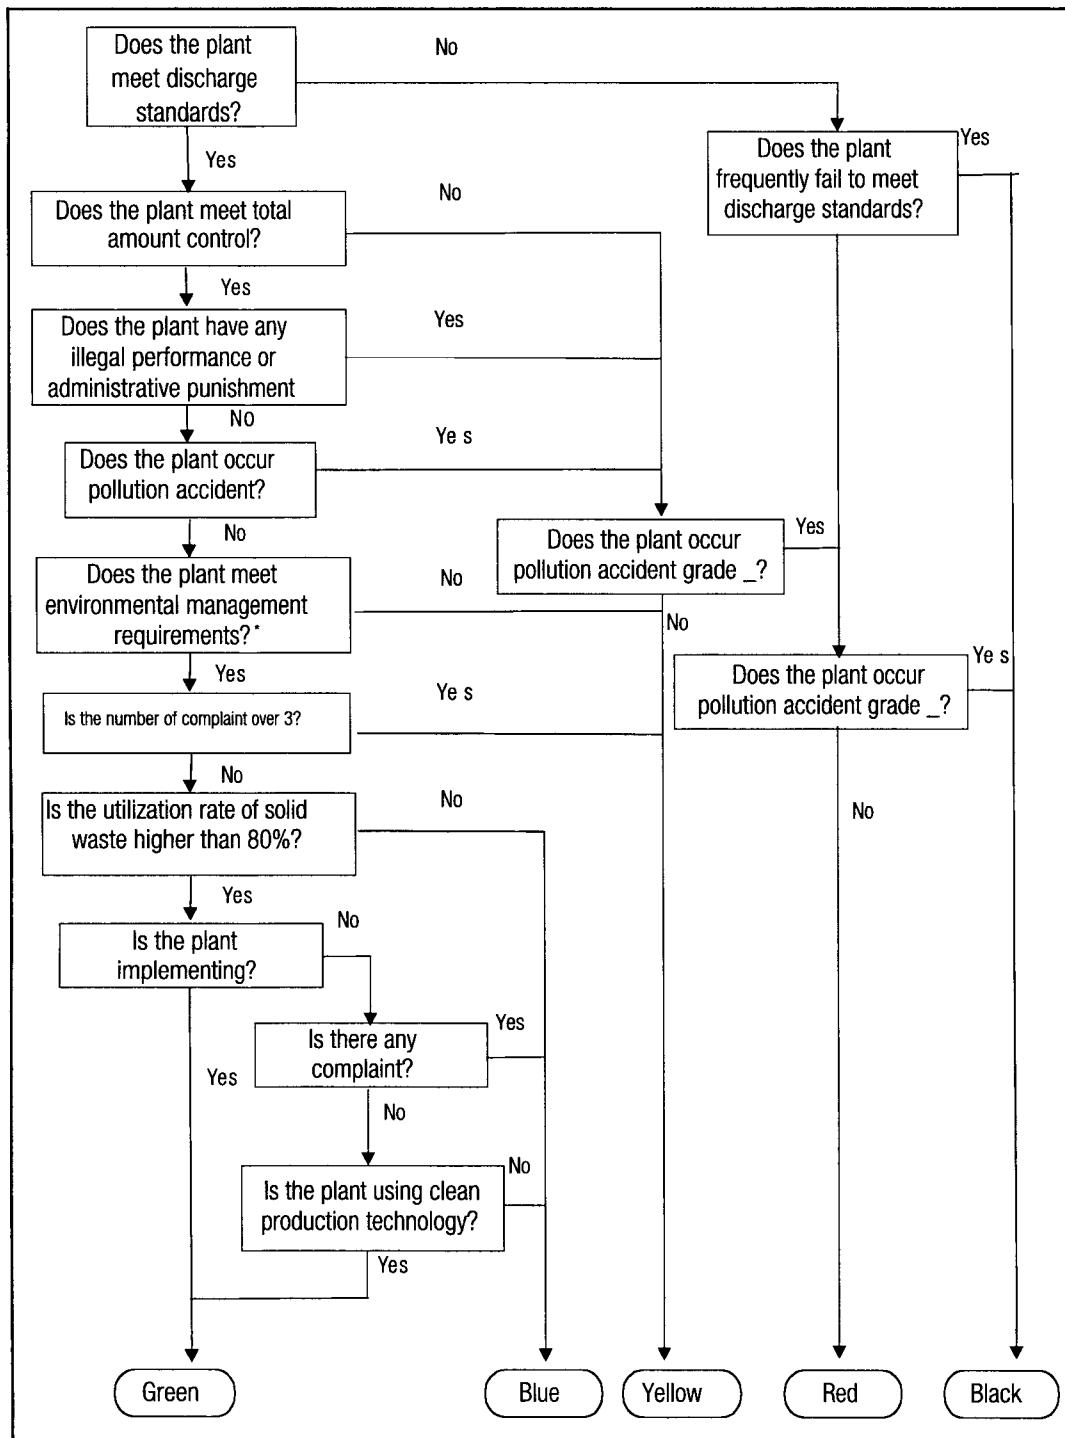 Does the plant
meet discharge
standards?
No
Yes
Does the plant
frequently fail to meet
discharge standards?
Yes
Does the plant meet total
amount control?
No
Yes
Does the plant have any
illegal performance or
administrative punishment
Yes
No
Does the plant occur
pollution accident?
Ye s
No
Does the plant occur
pollution accident grade _?
Yes
No
Does the plant meet
environmental management
requirements?*
No
Yes
Does the plant occur
pollution accident grade _?
Ye s
No
Is the number of complaint over 3?
Ye s
No
Is the utilization rate of solid
waste higher than 80%?
No
Yes
Is the plant
implementing?
No
Yes
Is there any
complaint?
Yes
No
Is the plant using clean
production technology?
No
Yes
Green
Blue
Yellow
Red
Black